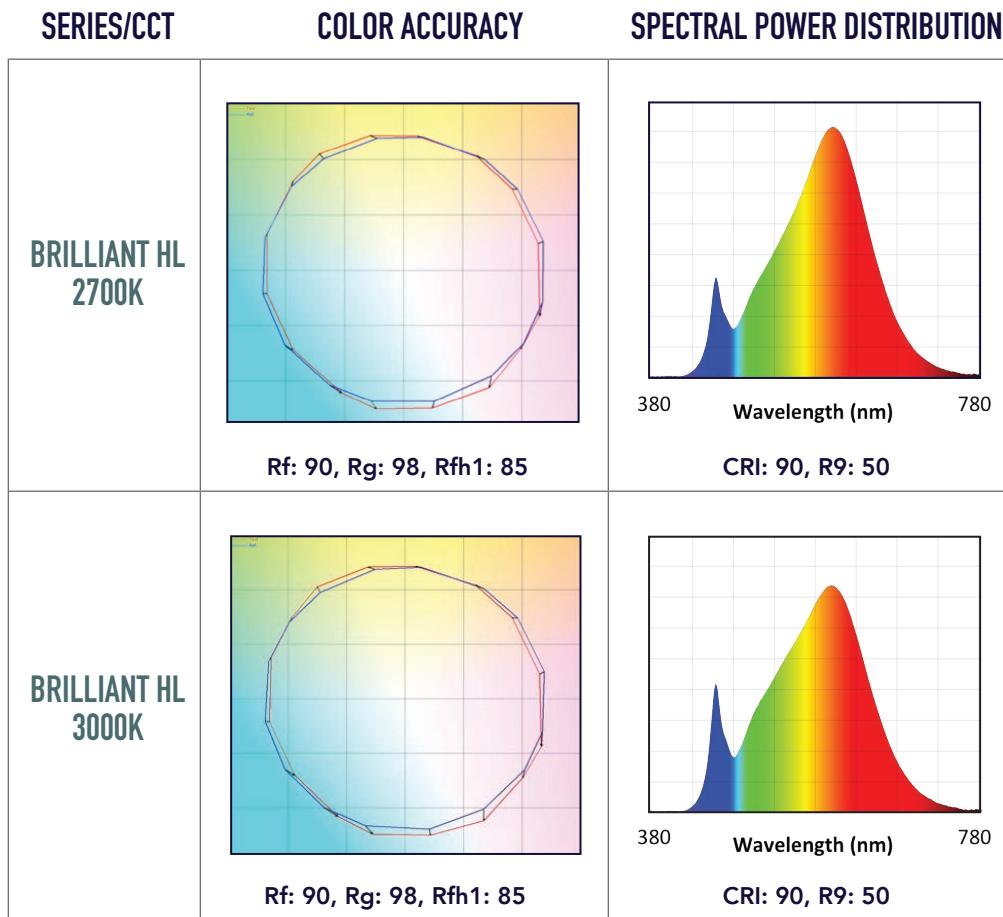 SERIES/CCT
COLOR ACCURACY
SPECTRAL POWER DISTRIBUTION
BRILLIANT HL
2700K
380
Wavelength (nm)
780
Rf: 90, Rg: 98, Rfh1: 85
CRI: 90, R9: 50
BRILLIANT HL
3000K
380
Wavelength (nm)
780
Rf: 90, Rg: 98, Rfh1: 85
CRI: 90, R9: 50